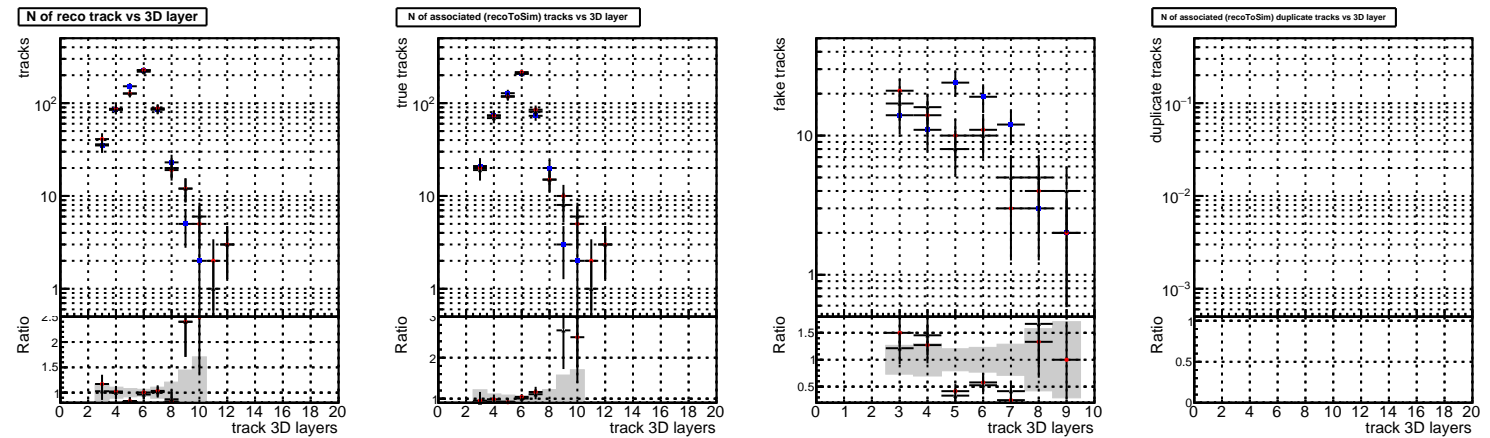 N of reco track vs 3D layer
tracks
10²
10
1
Ratio
2.5
2
1.5
1
0 2 4 6 8 10 12 14 16 18 20
track 3D layers
N of associated (recoToSim) tracks vs 3D layer
true tracks
10²
10
1
Ratio
3
2
1
0 2 4 6 8 10 12 14 16 18 20
track 3D layers
fake tracks
10
1
Ratio
1.5
1.0
0.5
0 1 2 3 4 5 6 7 8 9 10
track 3D layers
N of associated (recoToSim) duplicate tracks vs 3D layer
duplicate tracks
10⁻¹
10⁻²
10⁻³
Ratio
1
0.5
0
0 2 4 6 8 10 12 14 16 18 20
track 3D layers